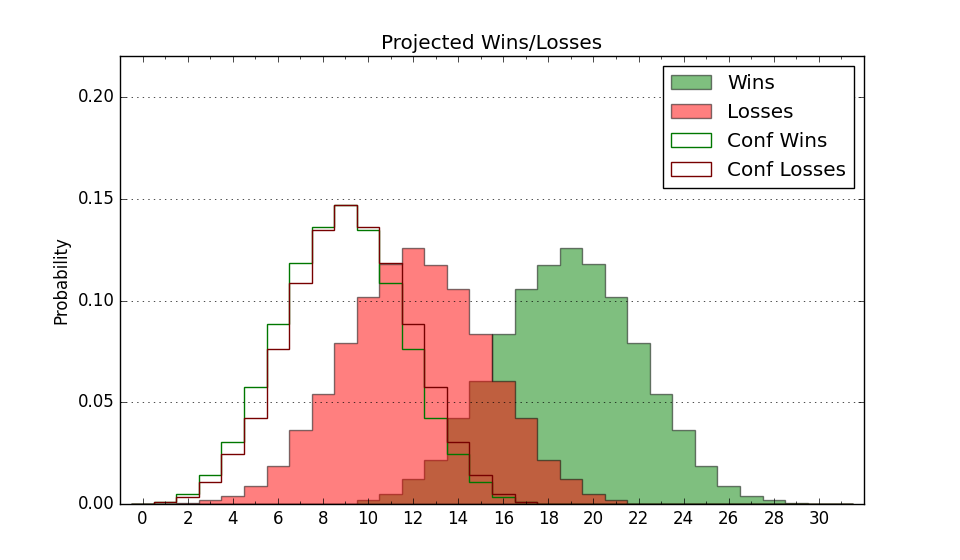 Projected Wins/Losses
Probability
0.20
0.15
0.10
0.05
0.00
0 2 4 6 8 10 12 14 16 18 20 22 24 26 28 30
Wins
Losses
Conf Wins
Conf Losses